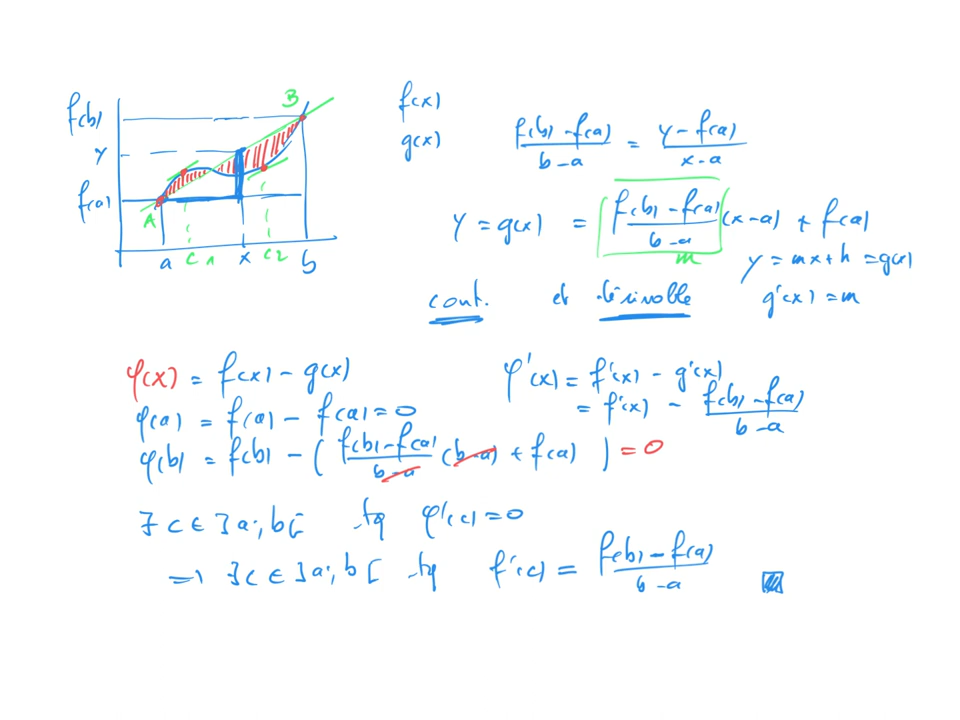 f(b)
y
f(a)
A
B
a c1 x c2 b
f(x)
g(x)
f(b) - f(a) / b - a = y - f(a) / x - a
y = g(x) = f(b) - f(a) / b - a (x - a) + f(a)
m
y = mx + h = g(x)
cont. et dérivable
g'(x) = m
φ(x) = f(x) - g(x)
φ(a) = f(a) - f(a) = 0
φ(b) = f(b) - ( f(b) - f(a) / b - a (b - a) + f(a) ) = 0
φ'(x) = f'(x) - g'(x)
= f'(x) - f(b) - f(a) / b - a
∃ c ∈ ]a; b[ tq φ'(c) = 0
⇒ ∃ c ∈ ]a; b[ tq f'(c) = f(b) - f(a) / b - a